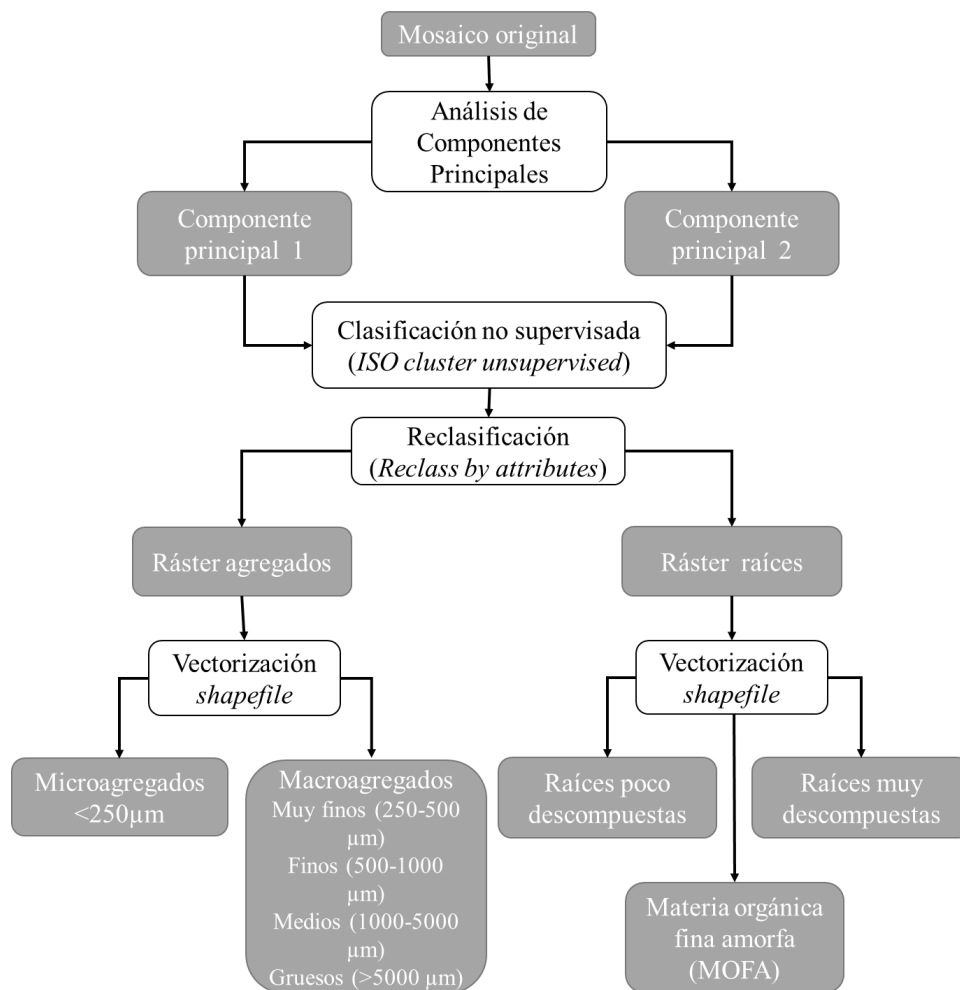 Mosaico original
Análisis de
Componentes
Principales
Componente
principal 1
Componente
principal 2
Clasificación no supervisada
(ISO cluster unsupervised)
Reclasificación
(Reclass by attributes)
Ráster agregados
Ráster raíces
Vectorización
shapefile
Vectorización
shapefile
Microagregados
<250µm
Macroagregados
Muy finos (250-500
µm)
Finos (500-1000
µm)
Medios (1000-5000
µm)
Gruesos (>5000 µm)
Raíces poco
descompuestas
Raíces muy
descompuestas
Materia orgánica
fina amorfa
(MOFA)